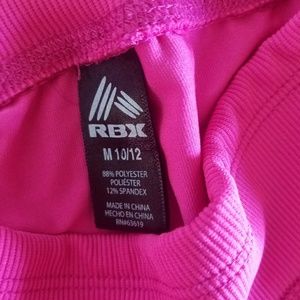 RBX
M 10/12
88% POLYESTER
POLIÉSTER
12% SPANDEX
MADE IN CHINA
HECHO EN CHINA
RN#63619